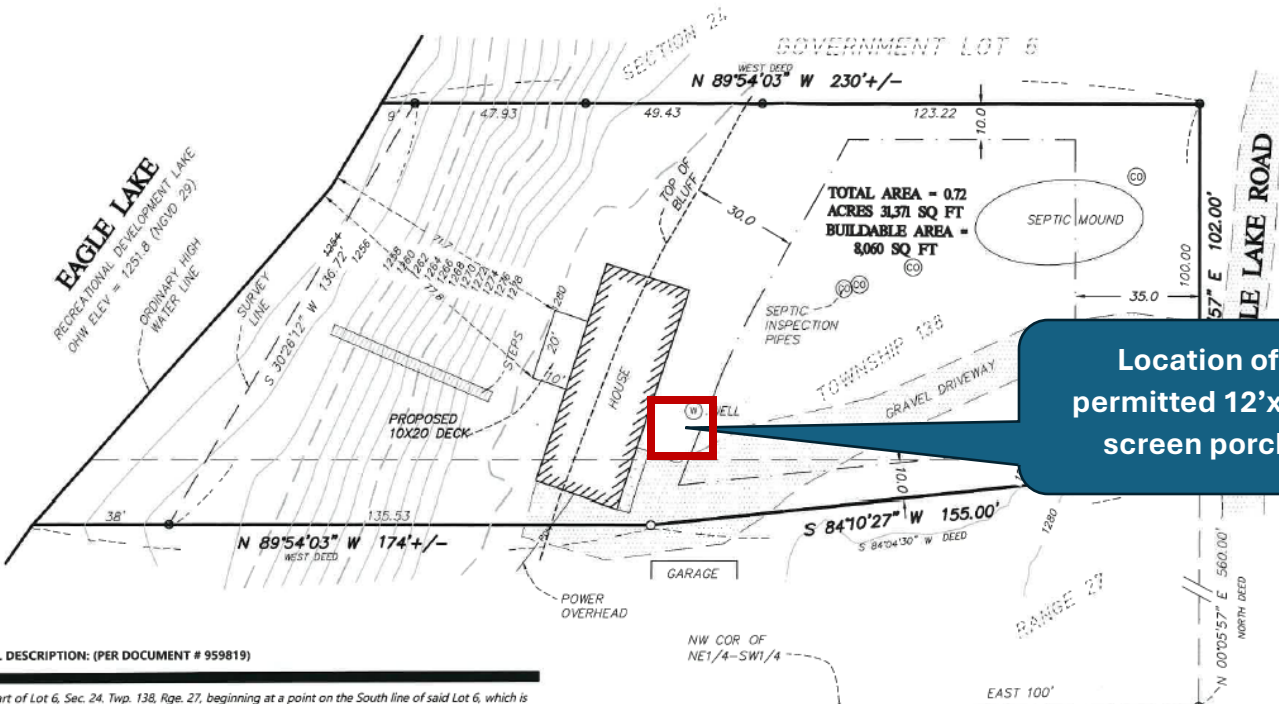 SECTION 24
GOVERNMENT LOT 6
WEST DEED
N 89°54'03" W 230'+/-
9'
47.93
49.43
123.22
10.0
EAGLE LAKE
RECREATIONAL DEVELOPMENT LAKE
OHW ELEV = 1251.8 (NGVD 29)
ORDINARY HIGH
WATER LINE
SURVEY
LINE
S 30°26'12" W 136.72'
1254
1256
1258
1260
1262
1264
1266
1268
1270
1272
1274
1276
1278
71.7
77.8
TOP OF
BLUFF
30.0
TOTAL AREA = 0.72
ACRES 31,371 SQ FT
BUILDABLE AREA =
8,060 SQ FT
CO
SEPTIC MOUND
CO
CO CO
SEPTIC
INSPECTION
PIPES
35.0
100.00
57" E 102.00'
LE LAKE ROAD
280
20'
10'
STEPS
HOUSE
PROPOSED
10X20 DECK
W WELL
TOWNSHIP 138
GRAVEL DRIVEWAY
Location of
permitted 12'x
screen porch
38'
135.53
N 89°54'03" W 174'+/-
WEST DEED
10.0
S 84°10'27" W 155.00'
S 84°04'30" W DEED
1280
GARAGE
POWER
OVERHEAD
RANGE 27
N 00°05'57" E 560.00'
NORTH DEED
NW COR OF
NE1/4-SW1/4
EAST 100'
L DESCRIPTION: (PER DOCUMENT # 959819)
art of Lot 6, Sec. 24. Twp. 138, Rge. 27, beginning at a point on the South line of said Lot 6, which is